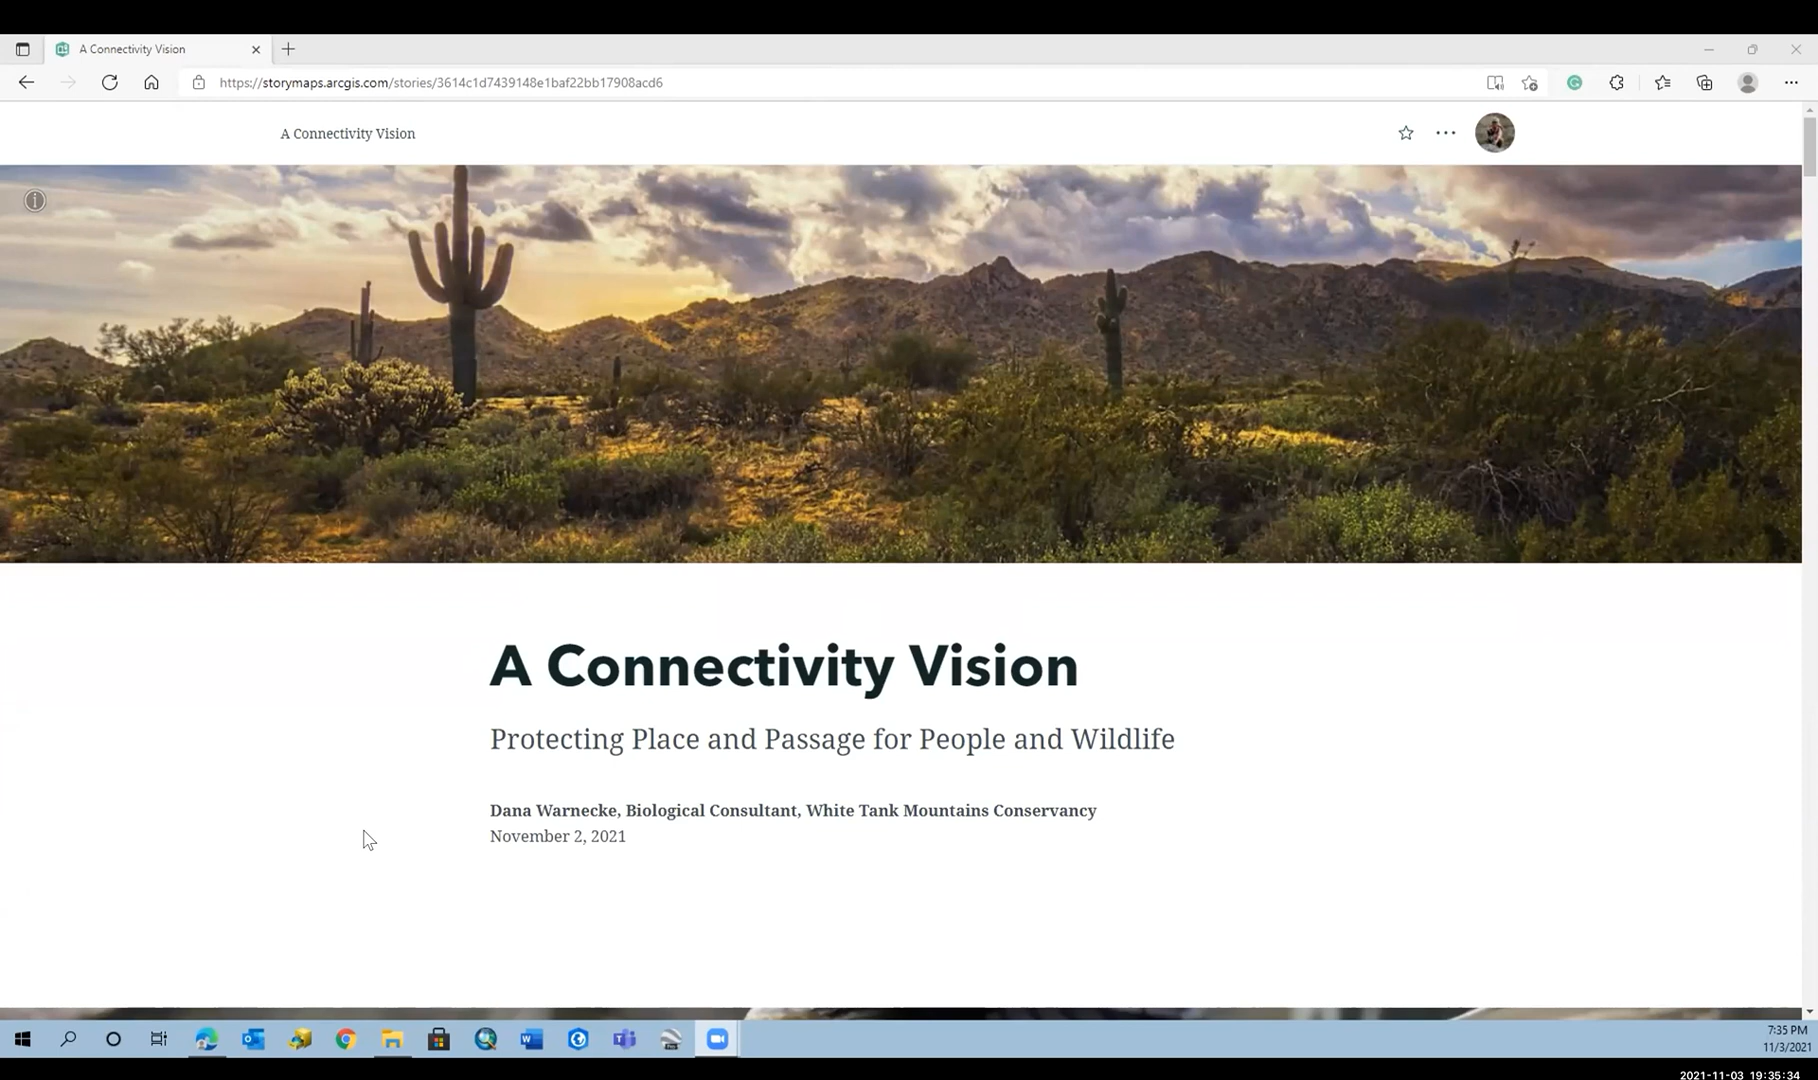 A Connectivity Vision
https://storymaps.arcgis.com/stories/3614c1d7439148e1baf22bb17908acd6
A Connectivity Vision
A Connectivity Vision
Protecting Place and Passage for People and Wildlife
Dana Warnecke, Biological Consultant, White Tank Mountains Conservancy
November 2, 2021
7:35 PM
11/3/2021
2021-11-03 19:35:34